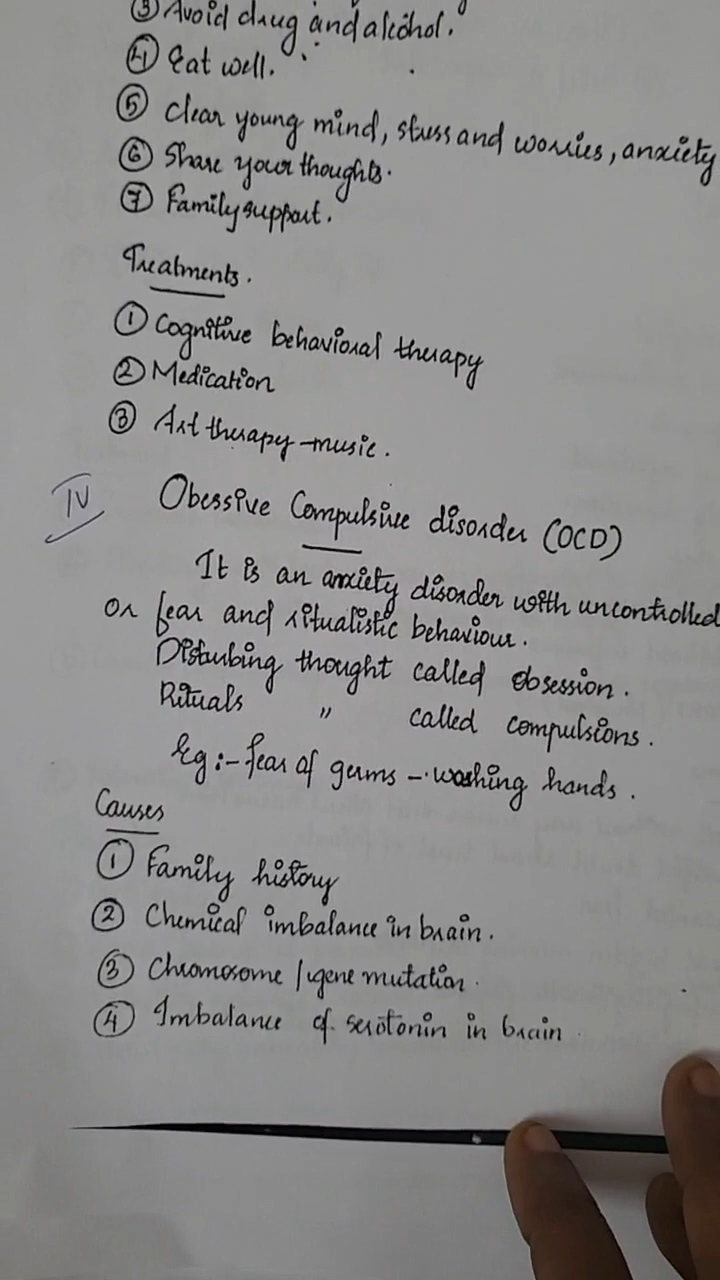 ③ Avoid drug and alcohol.
④ Eat well.
⑤ Clear young mind, stress and worries, anxiety
⑥ Share your thoughts.
⑦ Family support.
Treatments.
① Cognitive behavioral therapy
② Medication
③ Art therapy - music.
IV Obessive Compulsive disorder (OCD)
It is an anxiety disorder with uncontrolled
or fear and ritualistic behaviour.
Disturbing thought called obsession.
Rituals " called compulsions.
Eg :- fear of germs - washing hands.
Causes
① Family history
② Chemical imbalance in brain.
③ Chromosome / gene mutation.
④ Imbalance of serotonin in brain